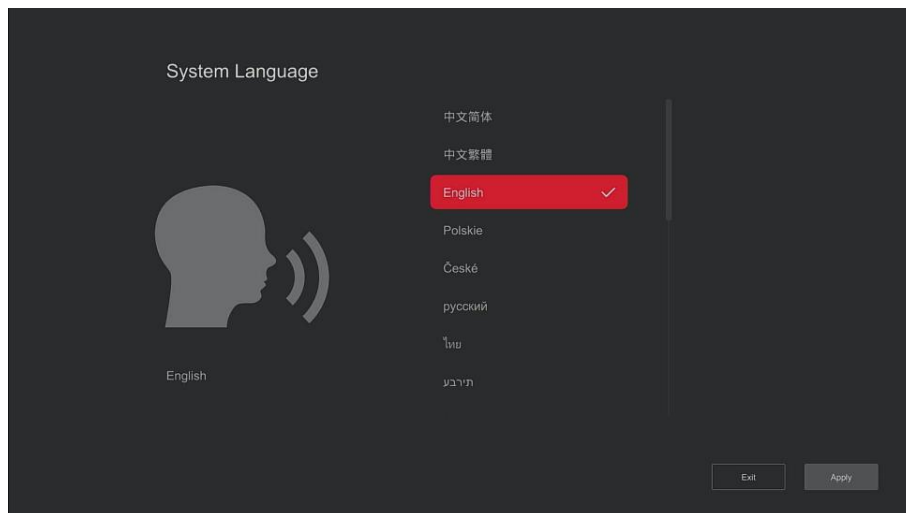 System Language
中文简体
中文繁體
English
Polskie
České
русский
ไทย
תירבע
English
Exit
Apply